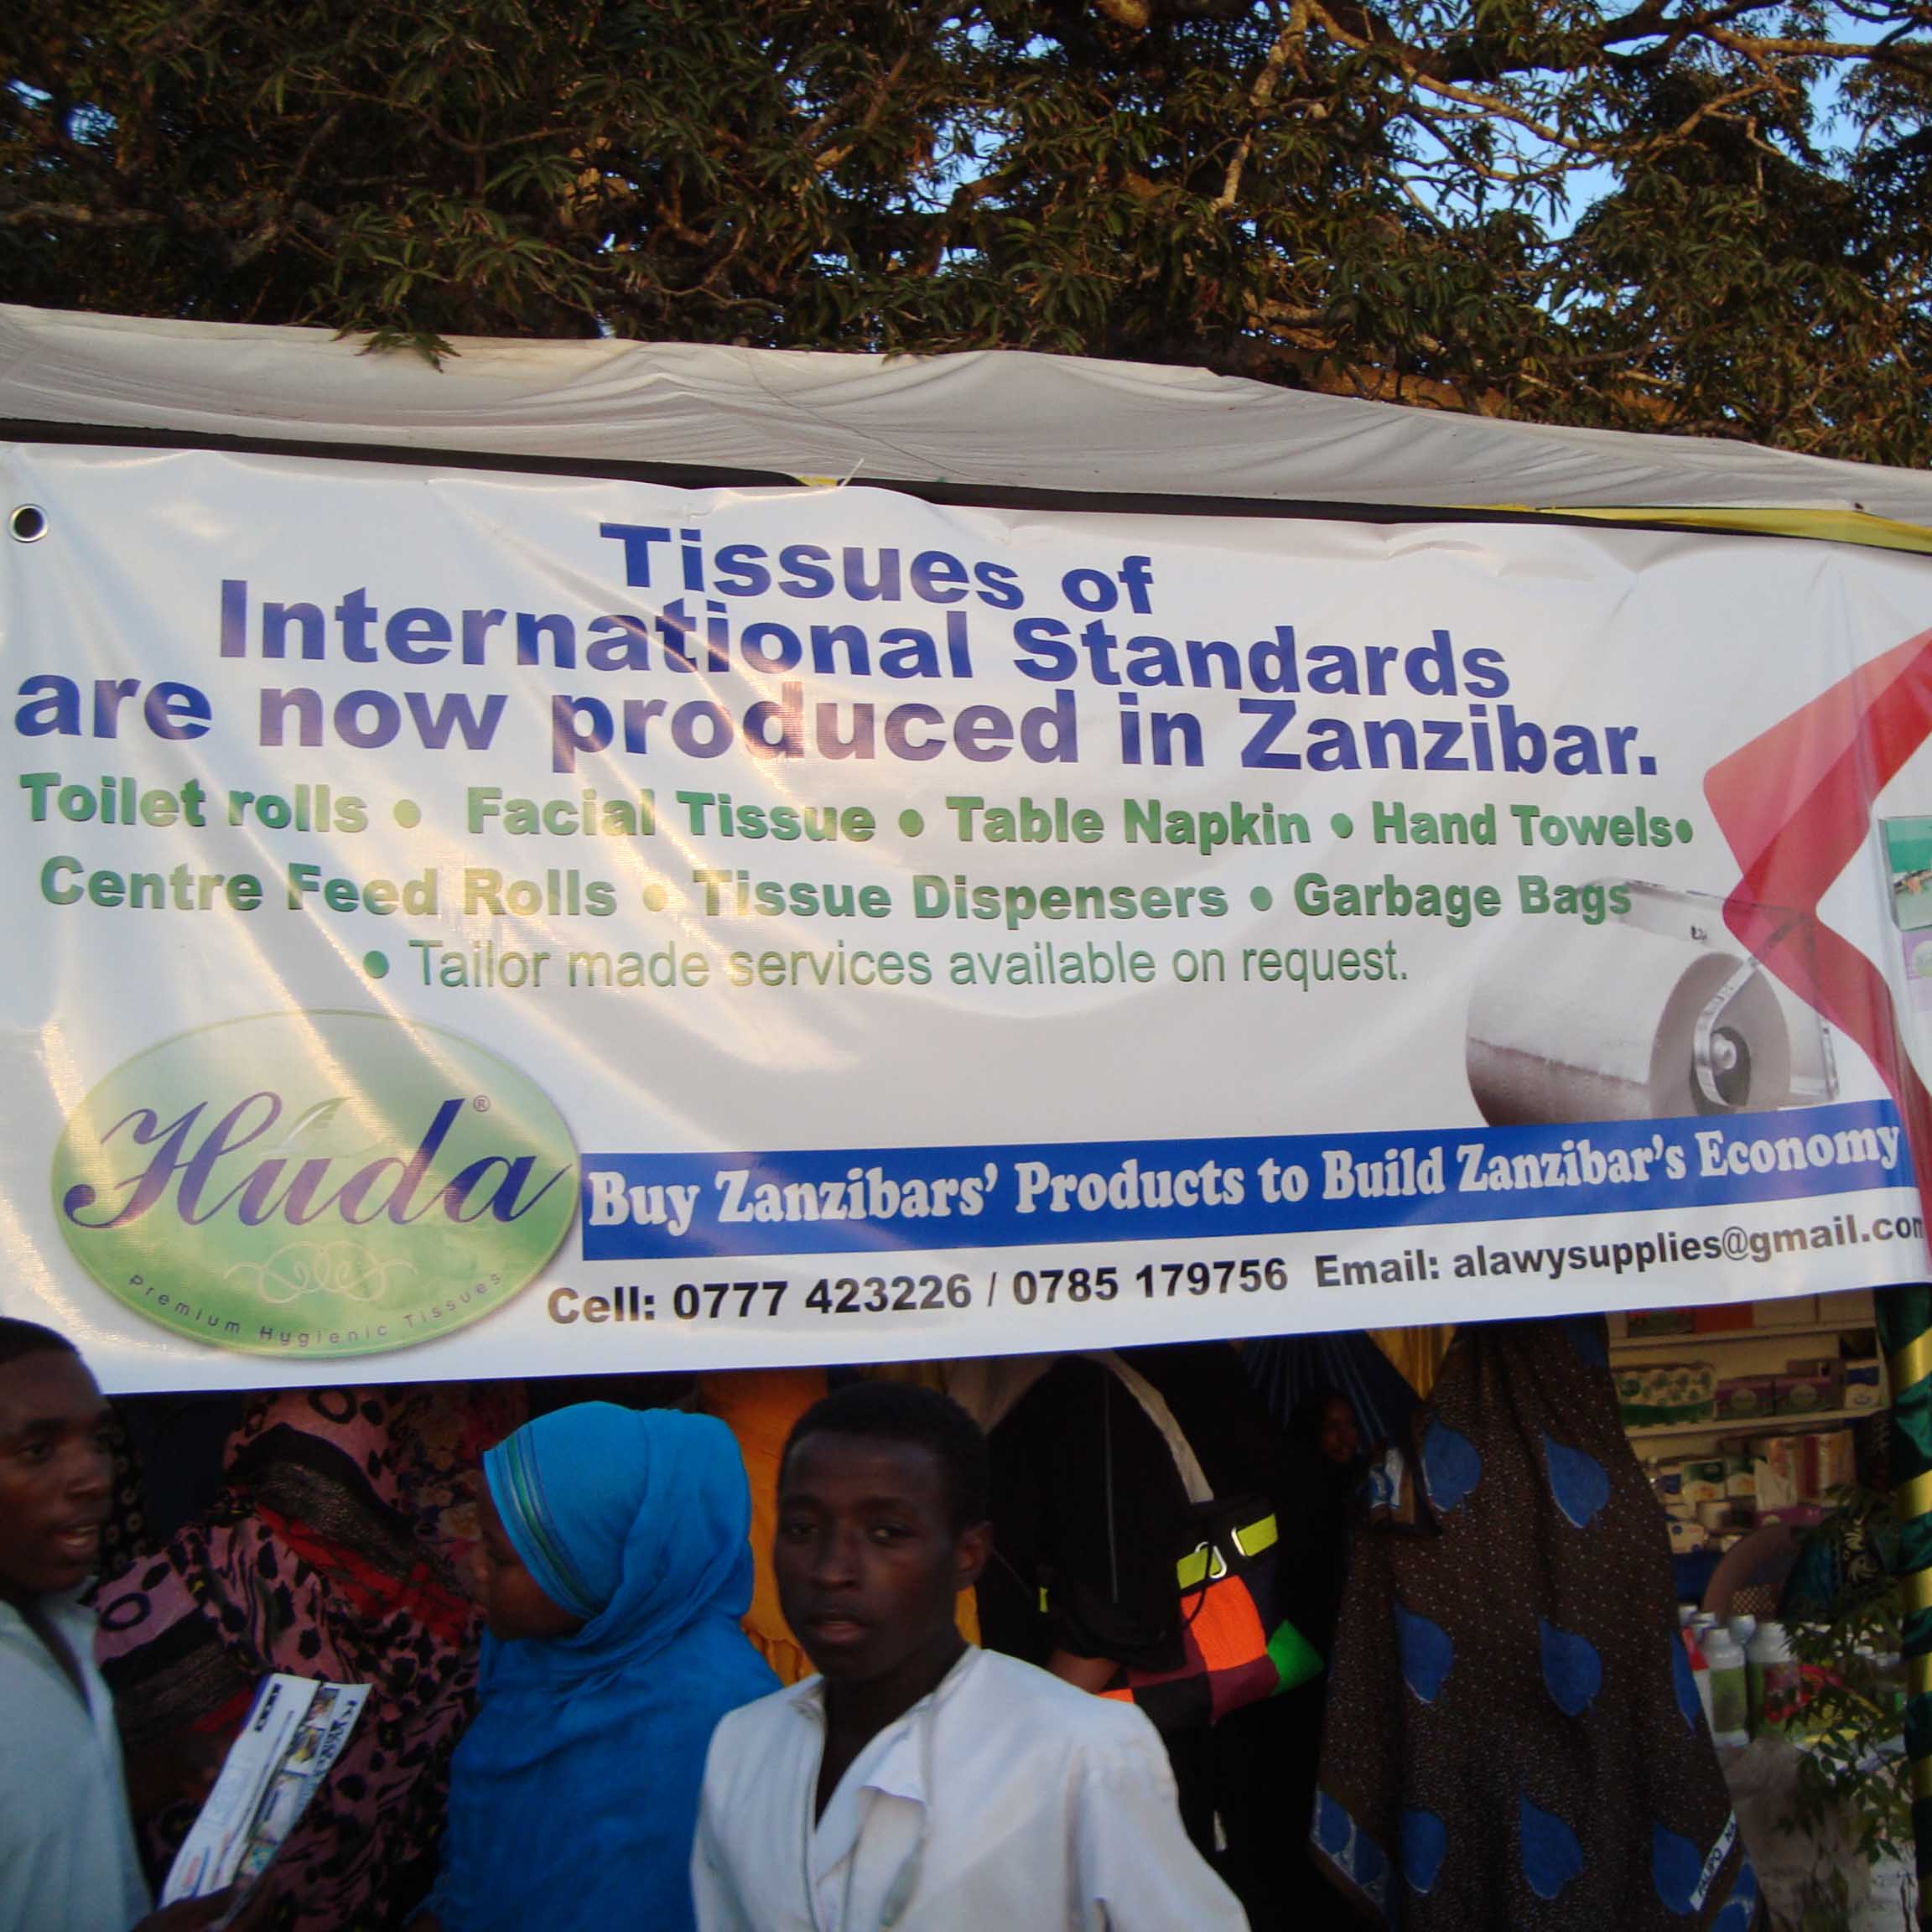 Tissues of
International Standards
are now produced in Zanzibar.
Toilet rolls • Facial Tissue • Table Napkin • Hand Towels•
Centre Feed Rolls • Tissue Dispensers • Garbage Bags
• Tailor made services available on request.
Huda®
Premium Hygienic Tissues
Buy Zanzibars' Products to Build Zanzibar's Economy
Cell: 0777 423226 / 0785 179756 Email: alawysupplies@gmail.com